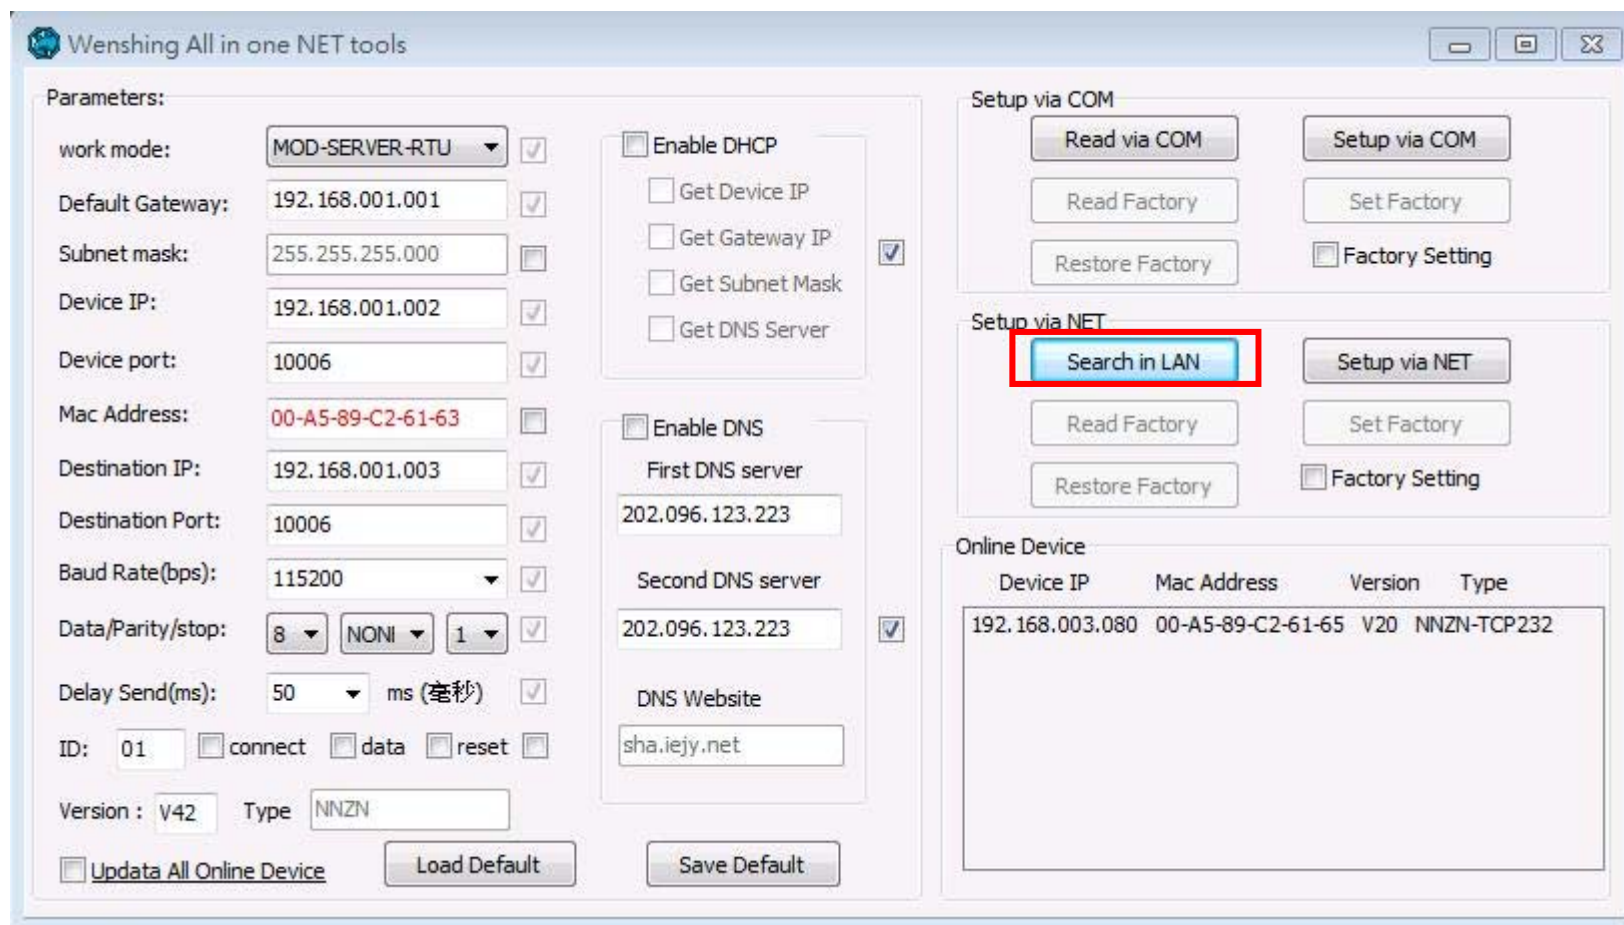 Wenshing All in one NET tools
Parameters:
work mode: MOD-SERVER-RTU
Default Gateway: 192.168.001.001
Subnet mask: 255.255.255.000
Device IP: 192.168.001.002
Device port: 10006
Mac Address: 00-A5-89-C2-61-63
Destination IP: 192.168.001.003
Destination Port: 10006
Baud Rate(bps): 115200
Data/Parity/stop: 8 NONI 1
Delay Send(ms): 50 ms (毫秒)
ID: 01 connect data reset
Version : V42 Type NNZN
Updata All Online Device Load Default Save Default
Enable DHCP
Get Device IP
Get Gateway IP
Get Subnet Mask
Get DNS Server
Enable DNS
First DNS server
202.096.123.223
Second DNS server
202.096.123.223
DNS Website
sha.iejy.net
Setup via COM
Read via COM Setup via COM
Read Factory Set Factory
Restore Factory Factory Setting
Setup via NET
Search in LAN Setup via NET
Read Factory Set Factory
Restore Factory Factory Setting
Online Device
Device IP Mac Address Version Type
192.168.003.080 00-A5-89-C2-61-65 V20 NNZN-TCP232